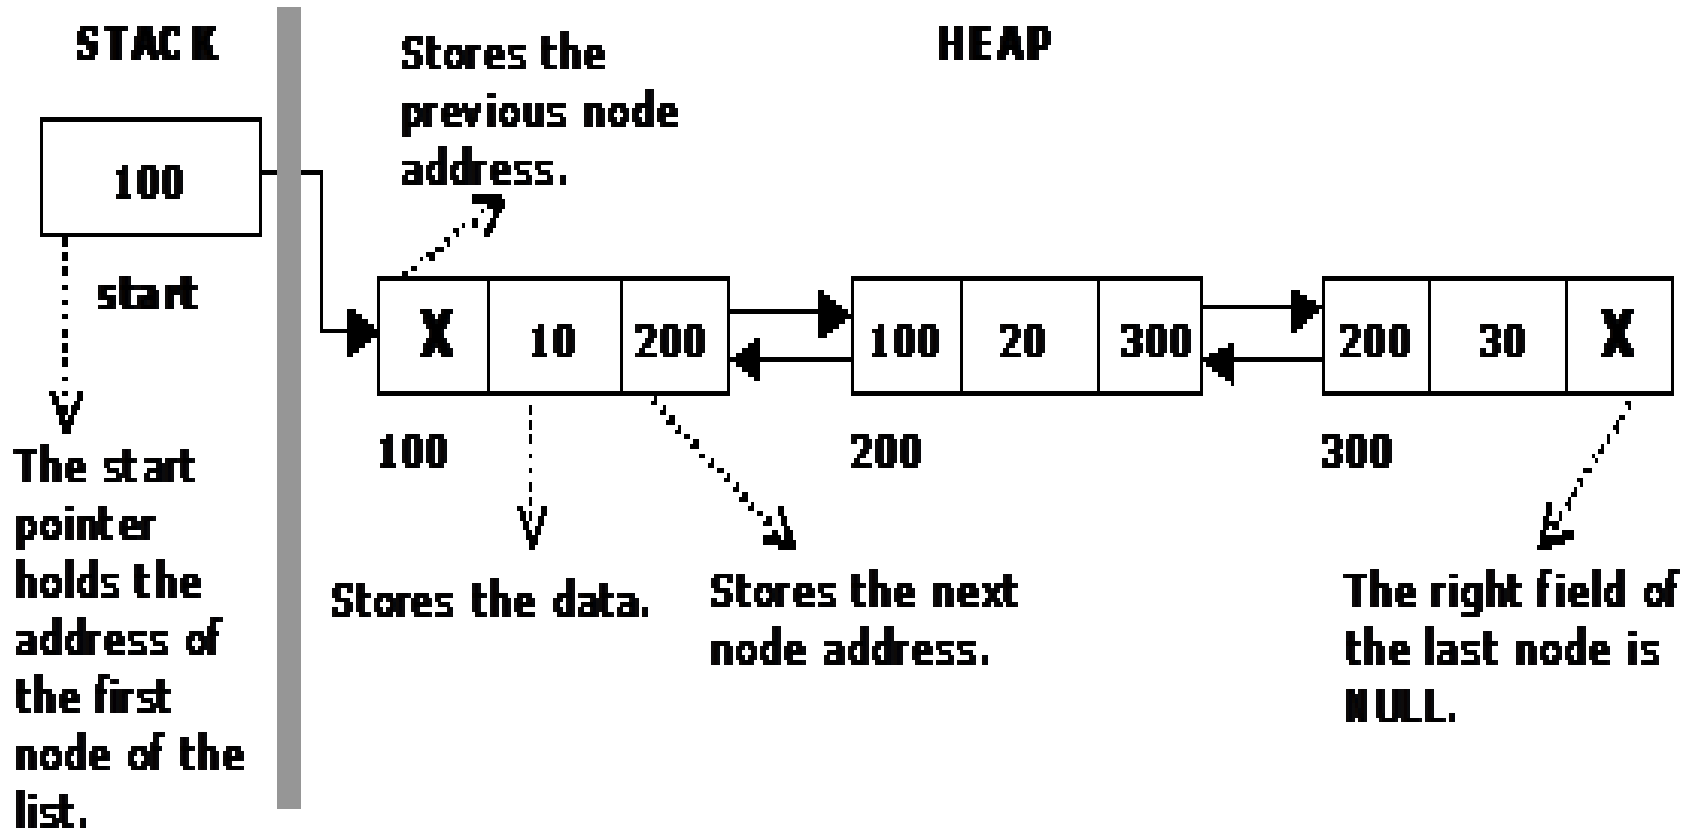 STACK
HEAP
Stores the
previous node
address.
100
start
X 10 200
100 20 300
200 30 X
100
200
300
The start
pointer
holds the
address of
the first
node of the
list.
Stores the data.
Stores the next
node address.
The right field of
the last node is
NULL.